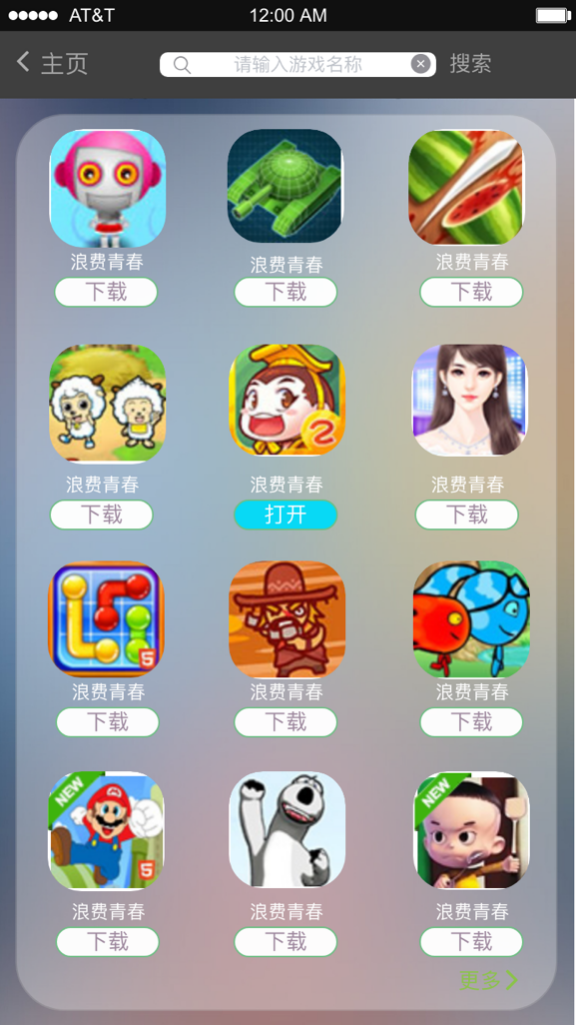 AT&T 12:00 AM
主页 请输入游戏名称 搜索
浪费青春 浪费青春 浪费青春
下载 下载 下载
2
浪费青春 浪费青春 浪费青春
下载 打开 下载
5
浪费青春 浪费青春 浪费青春
下载 下载 下载
NEW NEW
M
5
浪费青春 浪费青春 浪费青春
下载 下载 下载
更多